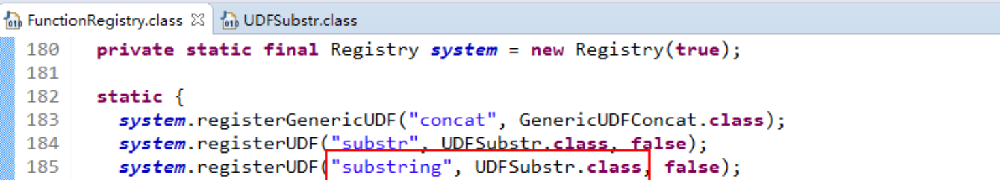 FunctionRegistry.class UDFSubstr.class
180 private static final Registry system = new Registry(true);
181
182 static {
183 system.registerGenericUDF("concat", GenericUDFConcat.class);
184 system.registerUDF("substr", UDFSubstr.class, false);
185 system.registerUDF("substring", UDFSubstr.class, false);